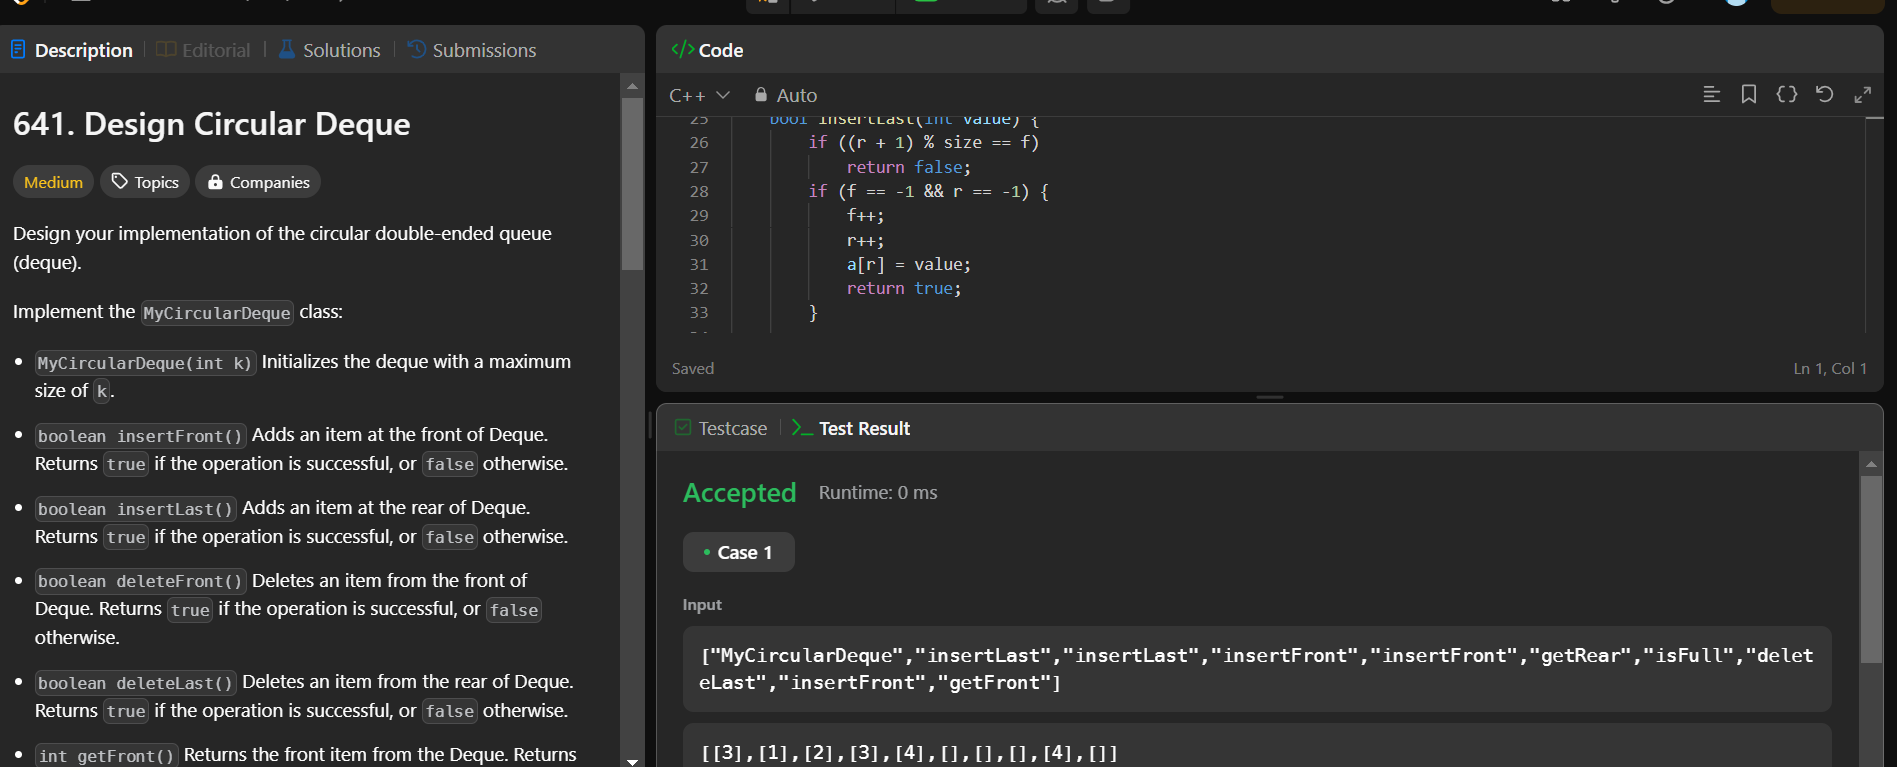 Description
Editorial
Solutions
Submissions
641. Design Circular Deque
Medium
Topics
Companies
Design your implementation of the circular double-ended queue
(deque).
Implement the MyCircularDeque class:
• MyCircularDeque(int k) Initializes the deque with a maximum
size of k.
• boolean insertFront() Adds an item at the front of Deque.
Returns true if the operation is successful, or false otherwise.
• boolean insertLast() Adds an item at the rear of Deque.
Returns true if the operation is successful, or false otherwise.
• boolean deleteFront() Deletes an item from the front of
Deque. Returns true if the operation is successful, or false
otherwise.
• boolean deleteLast() Deletes an item from the rear of Deque.
Returns true if the operation is successful, or false otherwise.
• int getFront() Returns the front item from the Deque. Returns
</> Code
C++
Auto
25 bool insertLast(int value) {
26 if ((r + 1) % size == f)
27 return false;
28 if (f == -1 && r == -1) {
29 f++;
30 r++;
31 a[r] = value;
32 return true;
33 }
Saved
Ln 1, Col 1
Testcase
>_ Test Result
Accepted Runtime: 0 ms
• Case 1
Input
["MyCircularDeque","insertLast","insertLast","insertFront","insertFront","getRear","isFull","delet
eLast","insertFront","getFront"]
[[3],[1],[2],[3],[4],[],[],[],[4],[]]